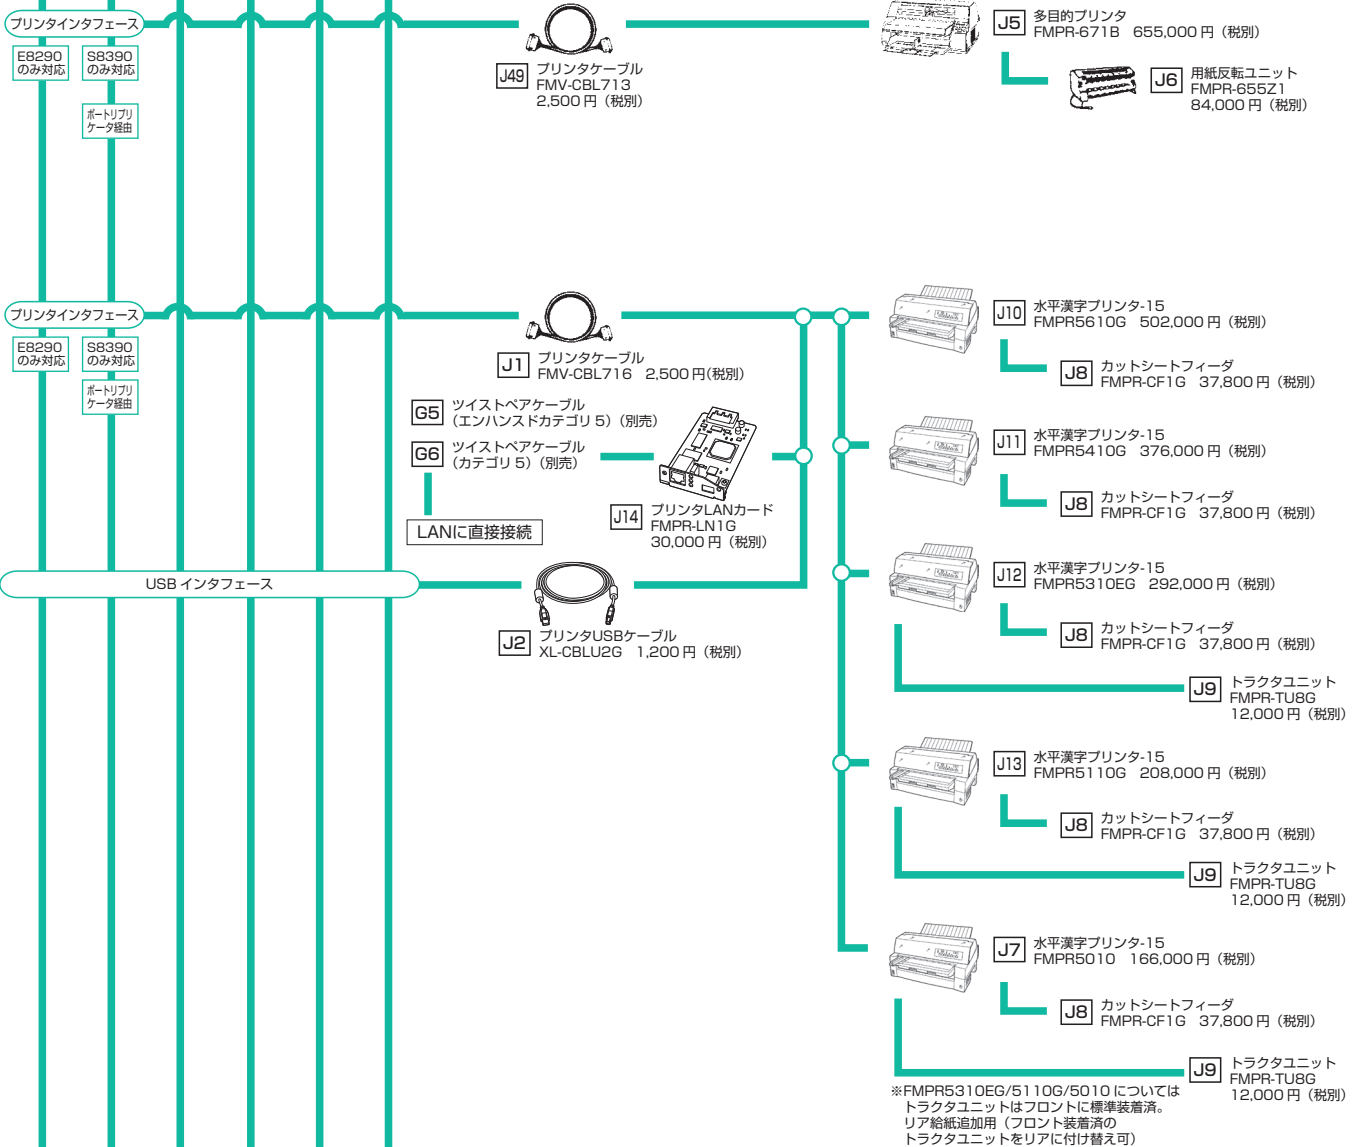 プリンタインタフェース
E8290
のみ対応
S8390
のみ対応
ポートリプリ
ケータ経由
J49 プリンタケーブル
FMV-CBL713
2,500 円（税別）
J5 多目的プリンタ
FMPR-671B 655,000 円（税別）
J6 用紙反転ユニット
FMPR-655Z1
84,000 円（税別）
プリンタインタフェース
E8290
のみ対応
S8390
のみ対応
ポートリプリ
ケータ経由
J1 プリンタケーブル
FMV-CBL716 2,500 円(税別)
G5 ツイストペアケーブル
（エンハンスドカテゴリ 5）（別売）
G6 ツイストペアケーブル
（カテゴリ 5）（別売）
LANに直接接続
J14 プリンタLANカード
FMPR-LN1G
30,000 円（税別）
USB インタフェース
J2 プリンタUSBケーブル
XL-CBLU2G 1,200 円（税別）
J10 水平漢字プリンタ-15
FMPR5610G 502,000 円（税別）
J8 カットシートフィーダ
FMPR-CF1G 37,800 円（税別）
J11 水平漢字プリンタ-15
FMPR5410G 376,000 円（税別）
J8 カットシートフィーダ
FMPR-CF1G 37,800 円（税別）
J12 水平漢字プリンタ-15
FMPR5310EG 292,000 円（税別）
J8 カットシートフィーダ
FMPR-CF1G 37,800 円（税別）
J9 トラクタユニット
FMPR-TU8G
12,000 円（税別）
J13 水平漢字プリンタ-15
FMPR5110G 208,000 円（税別）
J8 カットシートフィーダ
FMPR-CF1G 37,800 円（税別）
J9 トラクタユニット
FMPR-TU8G
12,000 円（税別）
J7 水平漢字プリンタ-15
FMPR5010 166,000 円（税別）
J8 カットシートフィーダ
FMPR-CF1G 37,800 円（税別）
J9 トラクタユニット
FMPR-TU8G
12,000 円（税別）
※FMPR5310EG/5110G/5010 については
トラクタユニットはフロントに標準装着済。
リア給紙追加用（フロント装着済の
トラクタユニットをリアに付け替え可）